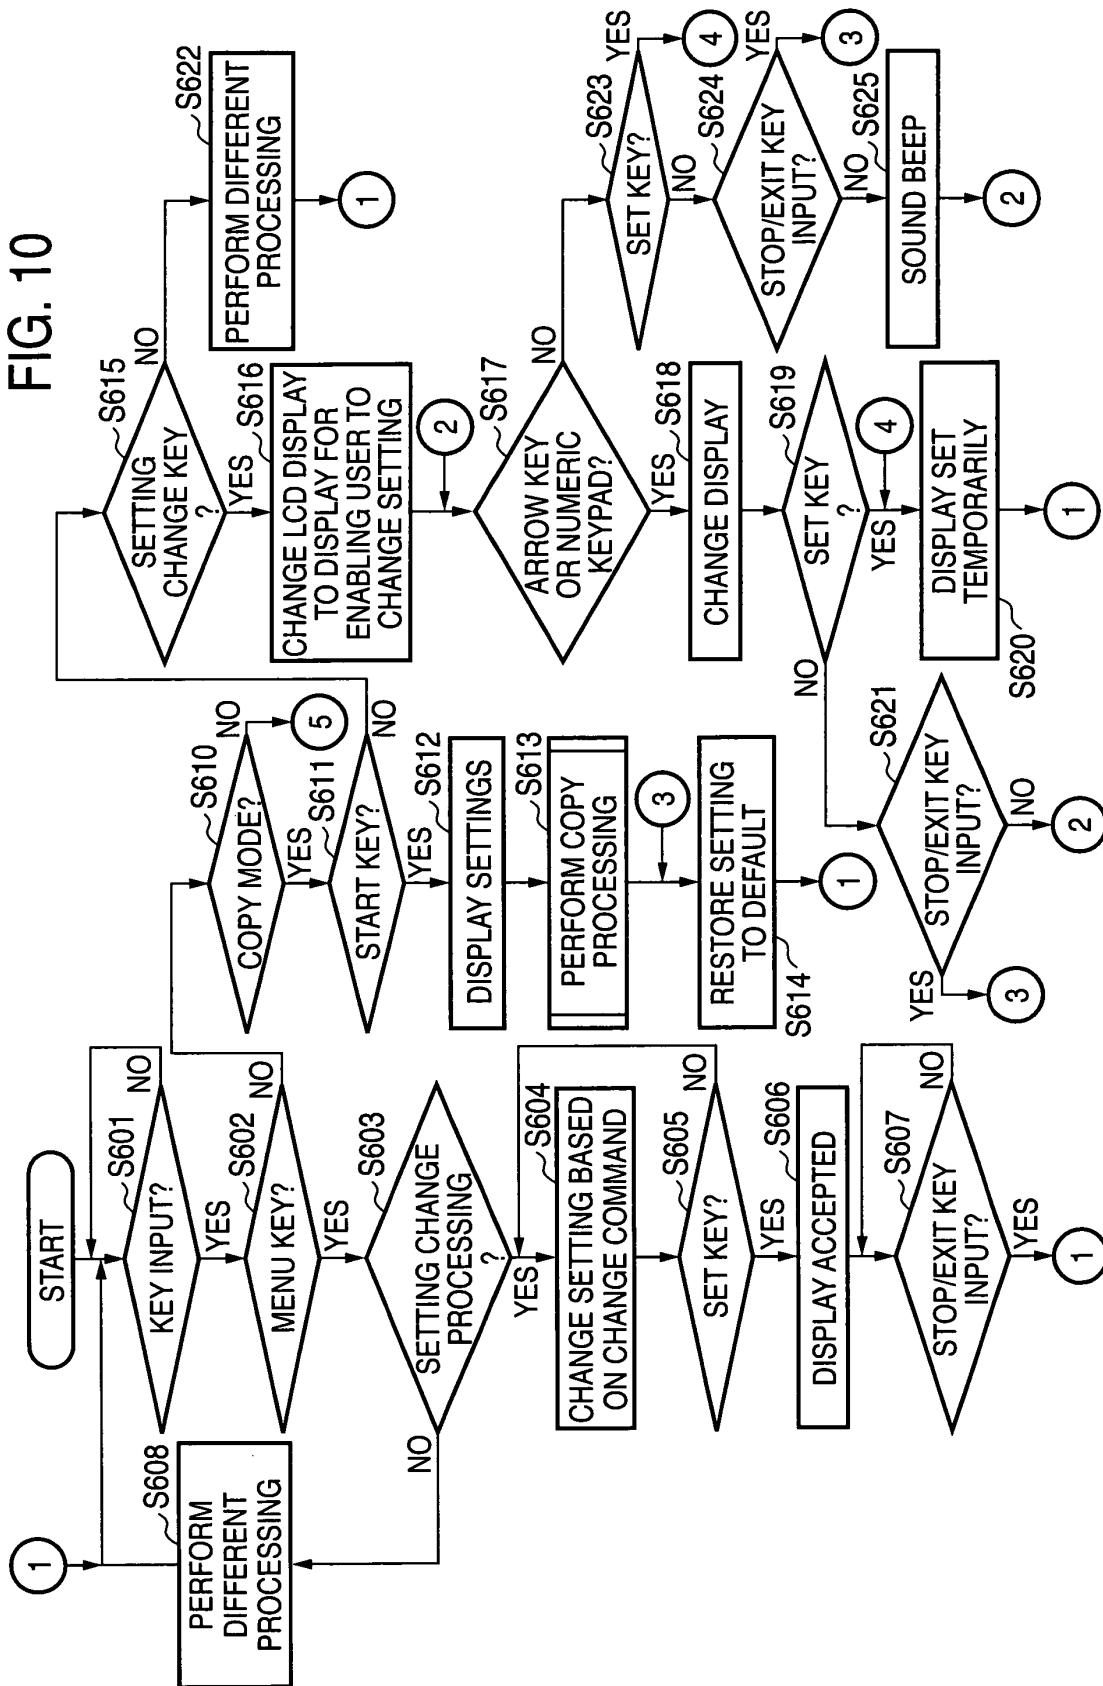 FIG. 10
START
1
S601
KEY INPUT?
NO
YES
S602
MENU KEY?
NO
YES
S603
SETTING CHANGE
PROCESSING
?
NO
YES
S608
PERFORM
DIFFERENT
PROCESSING
S604
CHANGE SETTING BASED
ON CHANGE COMMAND
S605
SET KEY?
NO
YES
S606
DISPLAY ACCEPTED
S607
STOP/EXIT KEY
INPUT?
NO
YES
1
S610
COPY MODE?
NO
5
YES
S611
START KEY?
NO
YES
S612
DISPLAY SETTINGS
S613
PERFORM COPY
PROCESSING
3
RESTORE SETTING
TO DEFAULT
S614
1
S615
SETTING
CHANGE KEY
?
NO
YES
S622
PERFORM DIFFERENT
PROCESSING
1
S616
CHANGE LCD DISPLAY
TO DISPLAY FOR
ENABLING USER TO
CHANGE SETTING
2
S617
ARROW KEY
OR NUMERIC
KEYPAD?
NO
YES
S618
CHANGE DISPLAY
S619
SET KEY
?
NO
YES
4
DISPLAY SET
TEMPORARILY
S620
1
S621
STOP/EXIT KEY
INPUT?
YES
3
NO
2
S623
SET KEY?
YES
4
NO
S624
STOP/EXIT KEY
INPUT?
YES
3
NO
S625
SOUND BEEP
2